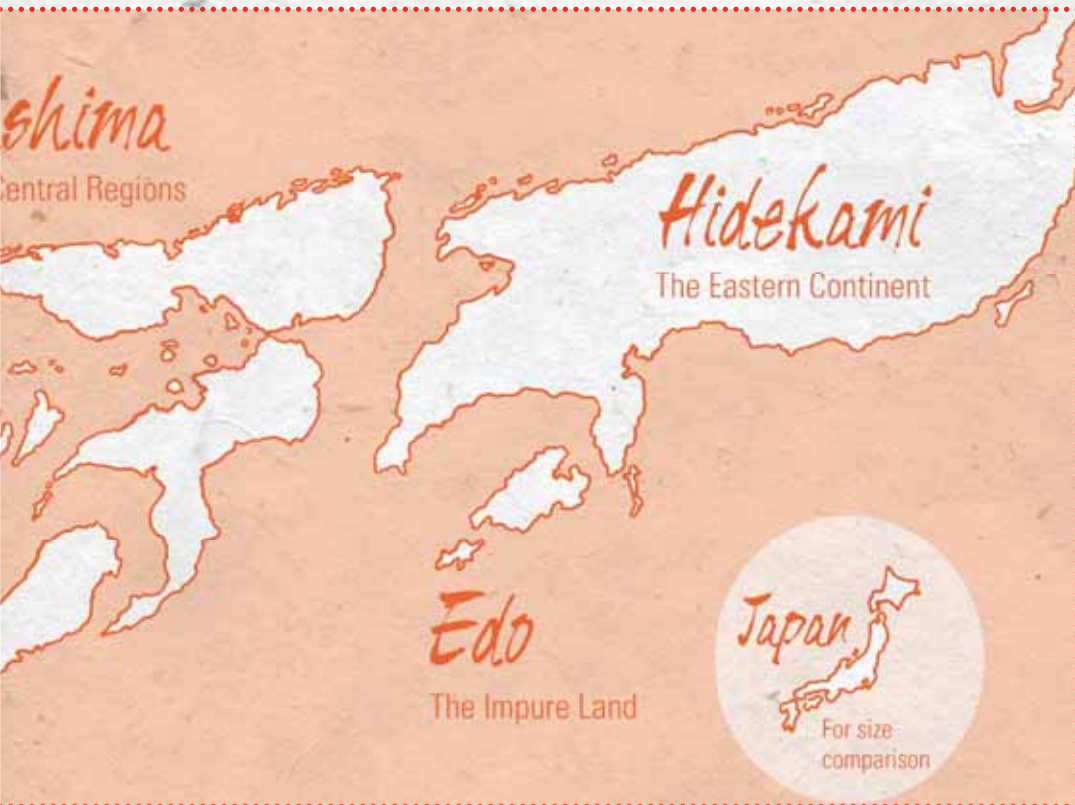 shima
Central Regions
Hidekami
The Eastern Continent
Edo
The Impure Land
Japan
For size
comparison